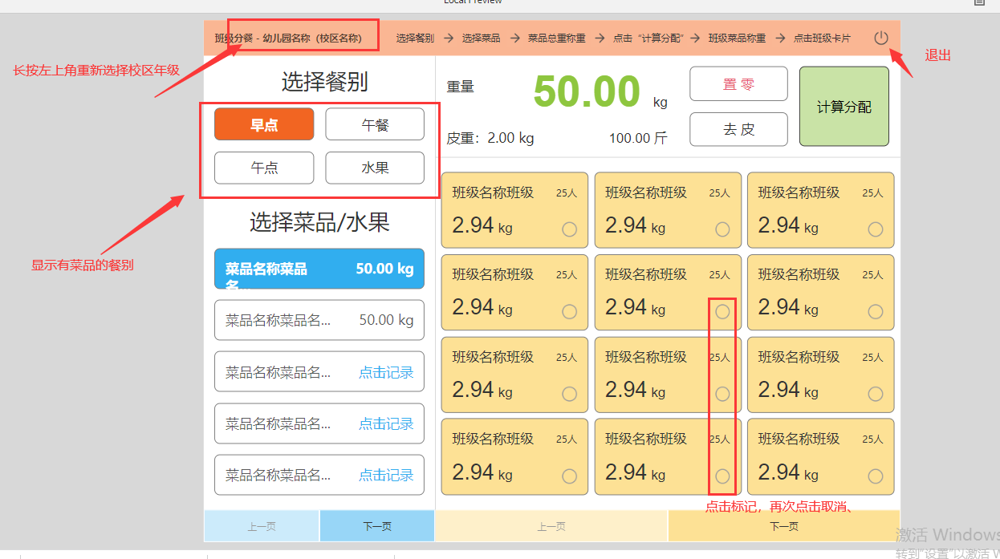 Local Preview
班级分餐 - 幼儿园名称（校区名称） 选择餐别 → 选择菜品 → 菜品总重称重 → 点击“计算分配” → 班级菜品称重 → 点击班级卡片
退出
长按左上角重新选择校区年级
选择餐别
早点 午餐
午点 水果
显示有菜品的餐别
选择菜品/水果
菜品名称菜品 50.00 kg
名...
菜品名称菜品名... 50.00 kg
菜品名称菜品名... 点击记录
菜品名称菜品名... 点击记录
菜品名称菜品名... 点击记录
上一页 下一页
重量 50.00 kg
皮重：2.00 kg 100.00 斤
置 零
去 皮
计算分配
班级名称班级 25人 班级名称班级 25人 班级名称班级 25人
2.94 kg 2.94 kg 2.94 kg
班级名称班级 25人 班级名称班级 25人 班级名称班级 25人
2.94 kg 2.94 kg 2.94 kg
班级名称班级 25人 班级名称班级 25人 班级名称班级 25人
2.94 kg 2.94 kg 2.94 kg
班级名称班级 25人 班级名称班级 25人 班级名称班级 25人
2.94 kg 2.94 kg 2.94 kg
点击标记，再次点击取消、
上一页 下一页
激活 Windows
转到"设置"以激活 W